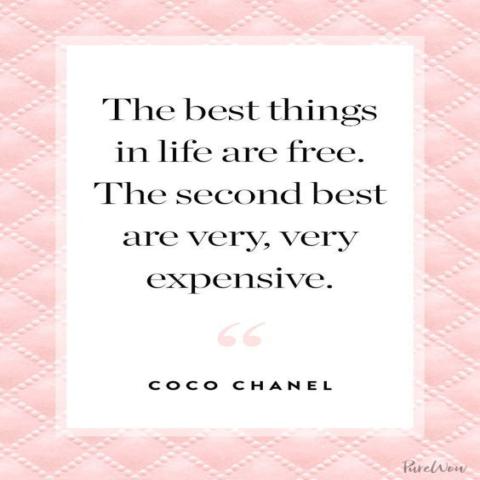 The best things
in life are free.
The second best
are very, very
expensive.
“
COCO CHANEL
PureWow